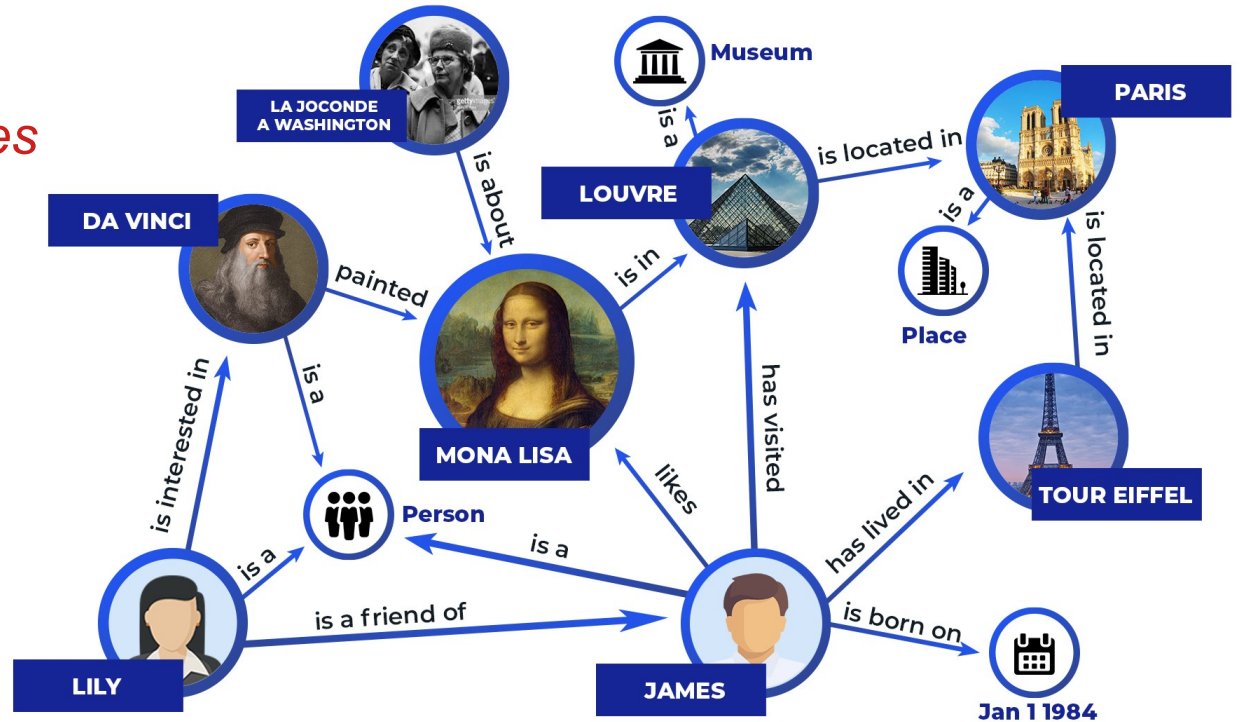 es
LA JOCONDE
A WASHINGTON
Museum
PARIS
is a
is located in
LOUVRE
is about
DA VINCI
is a
is located in
painted
is in
Place
is interested in
is a
has visited
MONA LISA
likes
TOUR EIFFEL
Person
has lived in
is a
is a
is a friend of
is born on
LILY
JAMES
Jan 1 1984